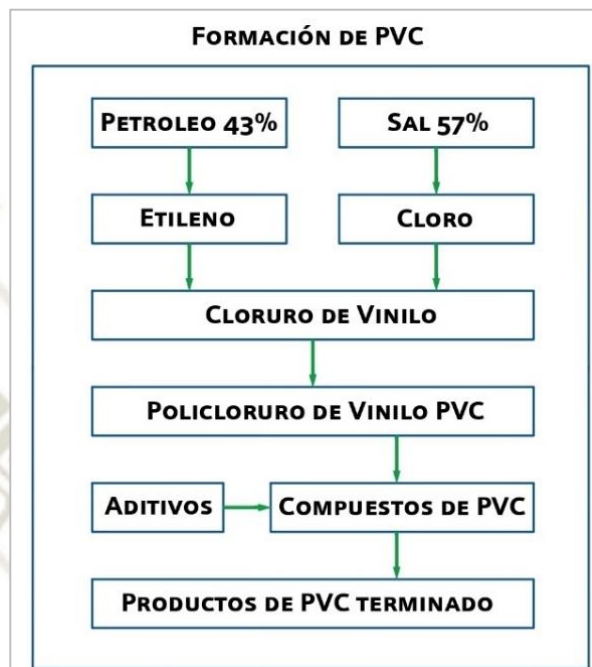 Formación de PVC
Petroleo 43%
Sal 57%
Etileno
Cloro
Cloruro de Vinilo
Policloruro de Vinilo PVC
Aditivos
Compuestos de PVC
Productos de PVC terminado